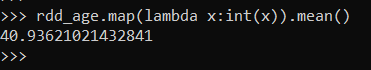 >>> rdd_age.map(lambda x:int(x)).mean()
40.93621021432841
>>>